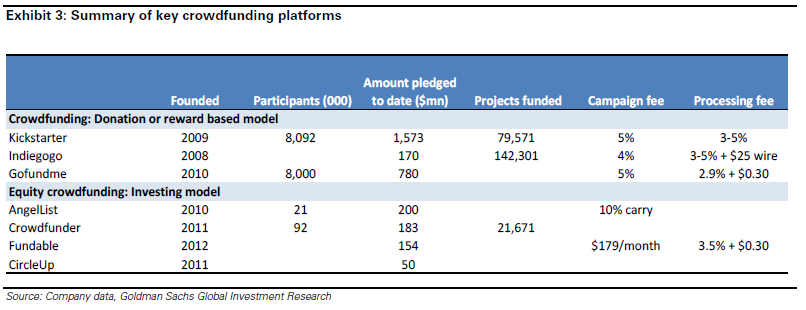 Exhibit 3: Summary of key crowdfunding platforms
Amount pledged
Founded Participants (000) to date ($mn) Projects funded Campaign fee Processing fee
Crowdfunding: Donation or reward based model
Kickstarter 2009 8,092 1,573 79,571 5% 3-5%
Indiegogo 2008 170 142,301 4% 3-5% + $25 wire
Gofundme 2010 8,000 780 5% 2.9% + $0.30
Equity crowdfunding: Investing model
AngelList 2010 21 200 10% carry
Crowdfunder 2011 92 183 21,671
Fundable 2012 154 $179/month 3.5% + $0.30
CircleUp 2011 50
Source: Company data, Goldman Sachs Global Investment Research